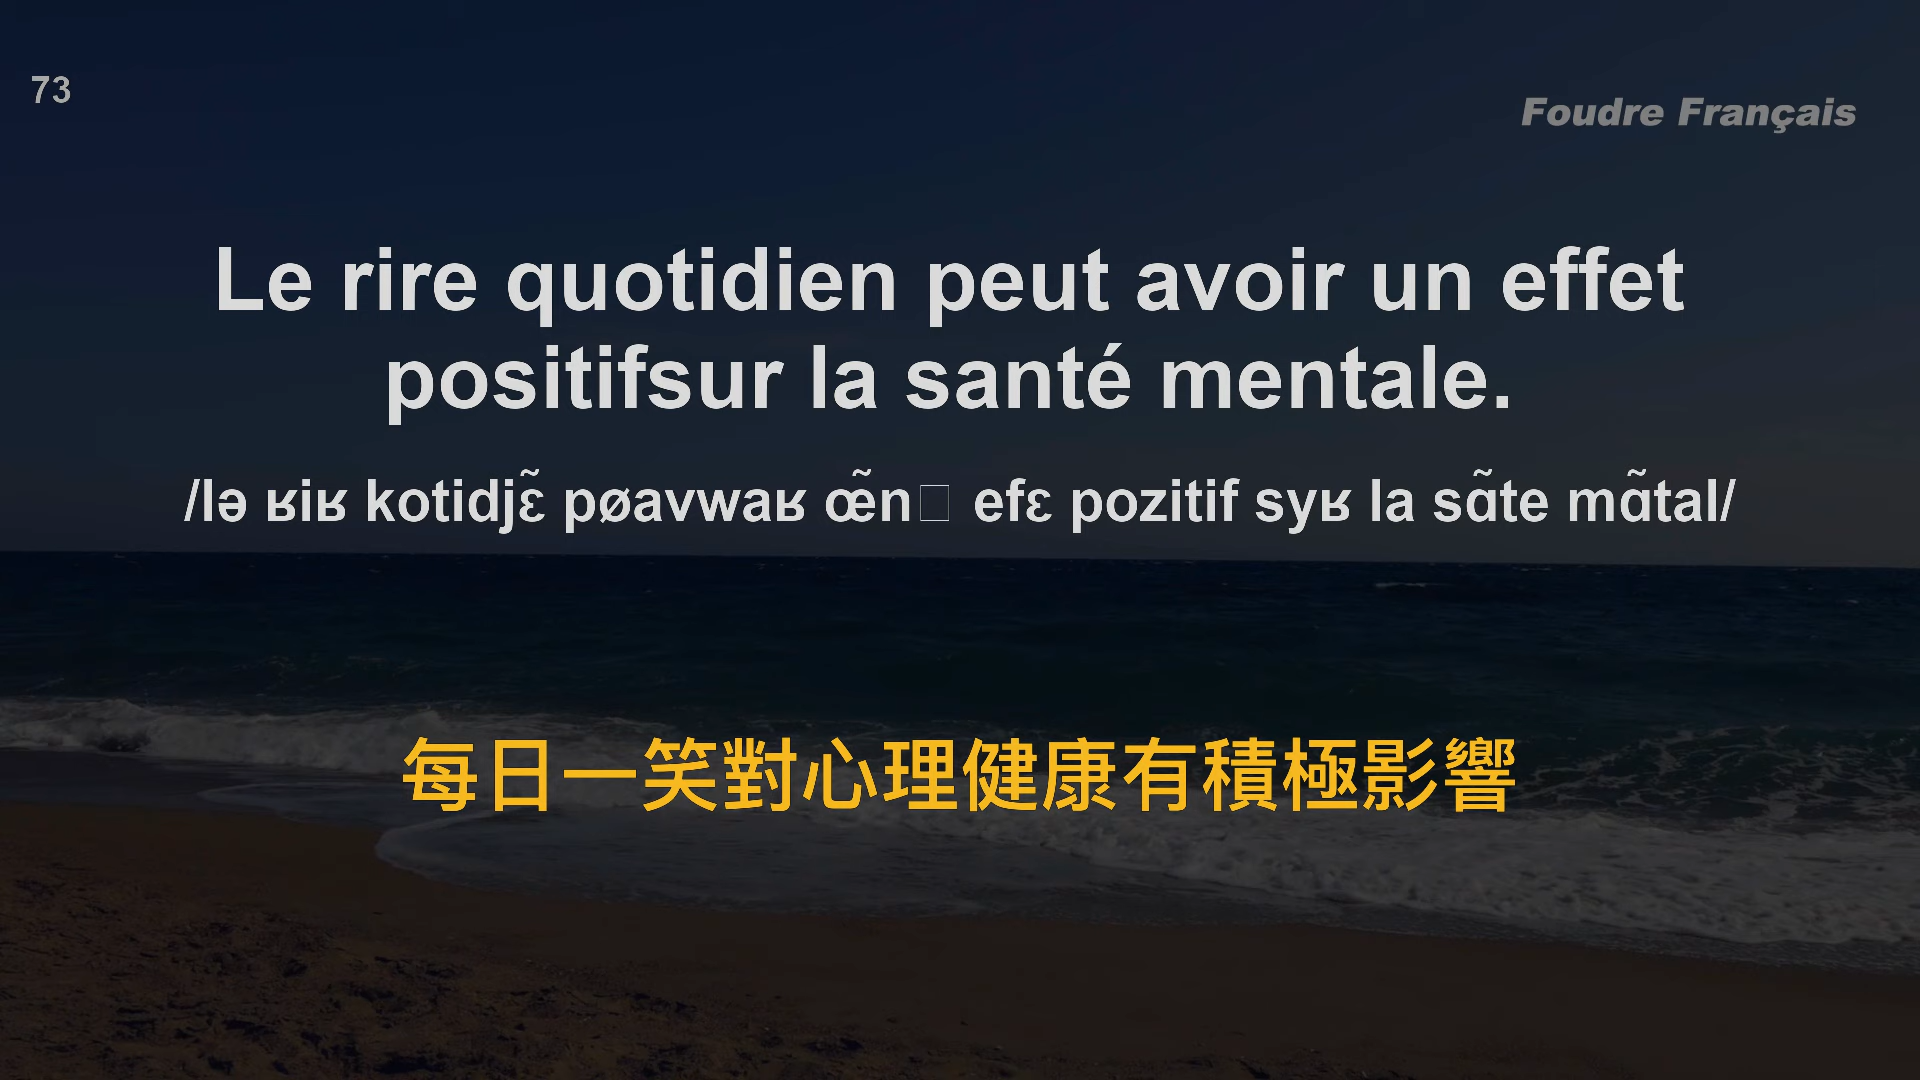 73
Foudre Français
Le rire quotidien peut avoir un effet
positifsur la santé mentale.
/lə ʁiʁ kotidjɛ̃ pøavwaʁ œ̃n□ efɛ pozitif syʁ la sɑ̃te mɑ̃tal/
每日一笑對心理健康有積極影響